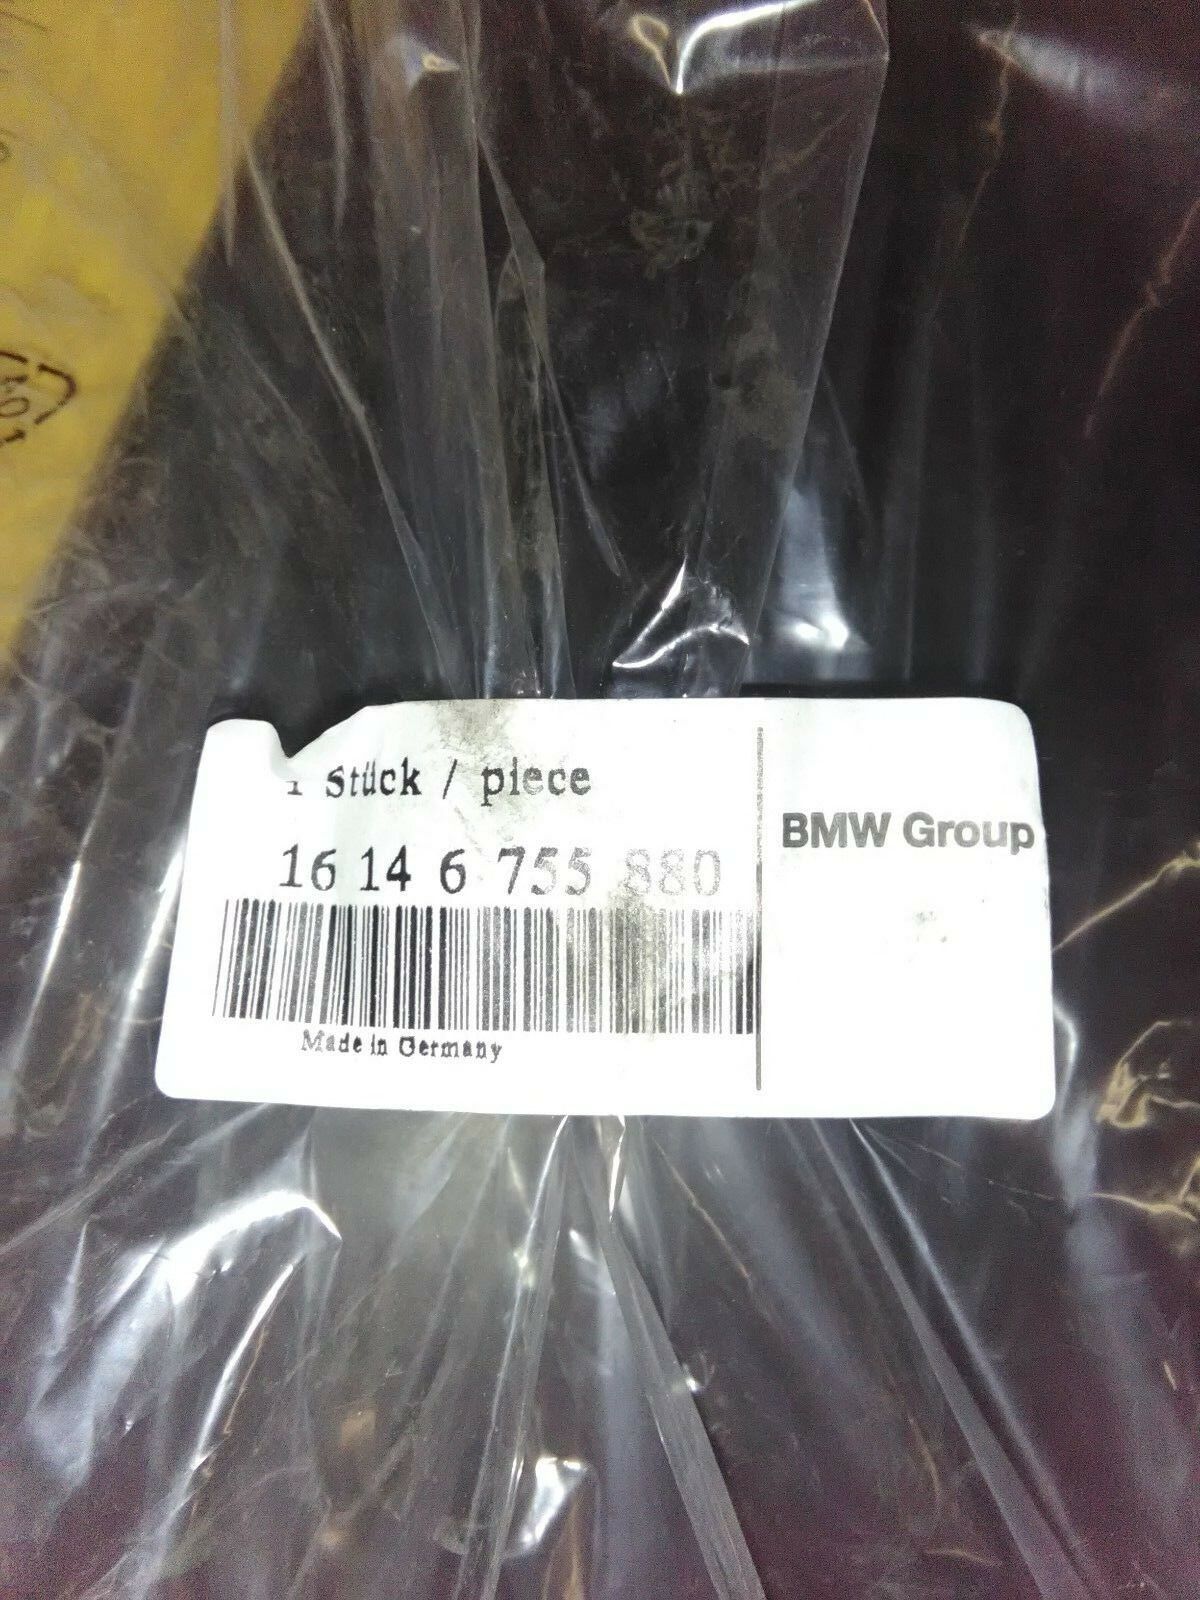 1 Stück / piece
16 14 6 755 880
Made in Germany
BMW Group